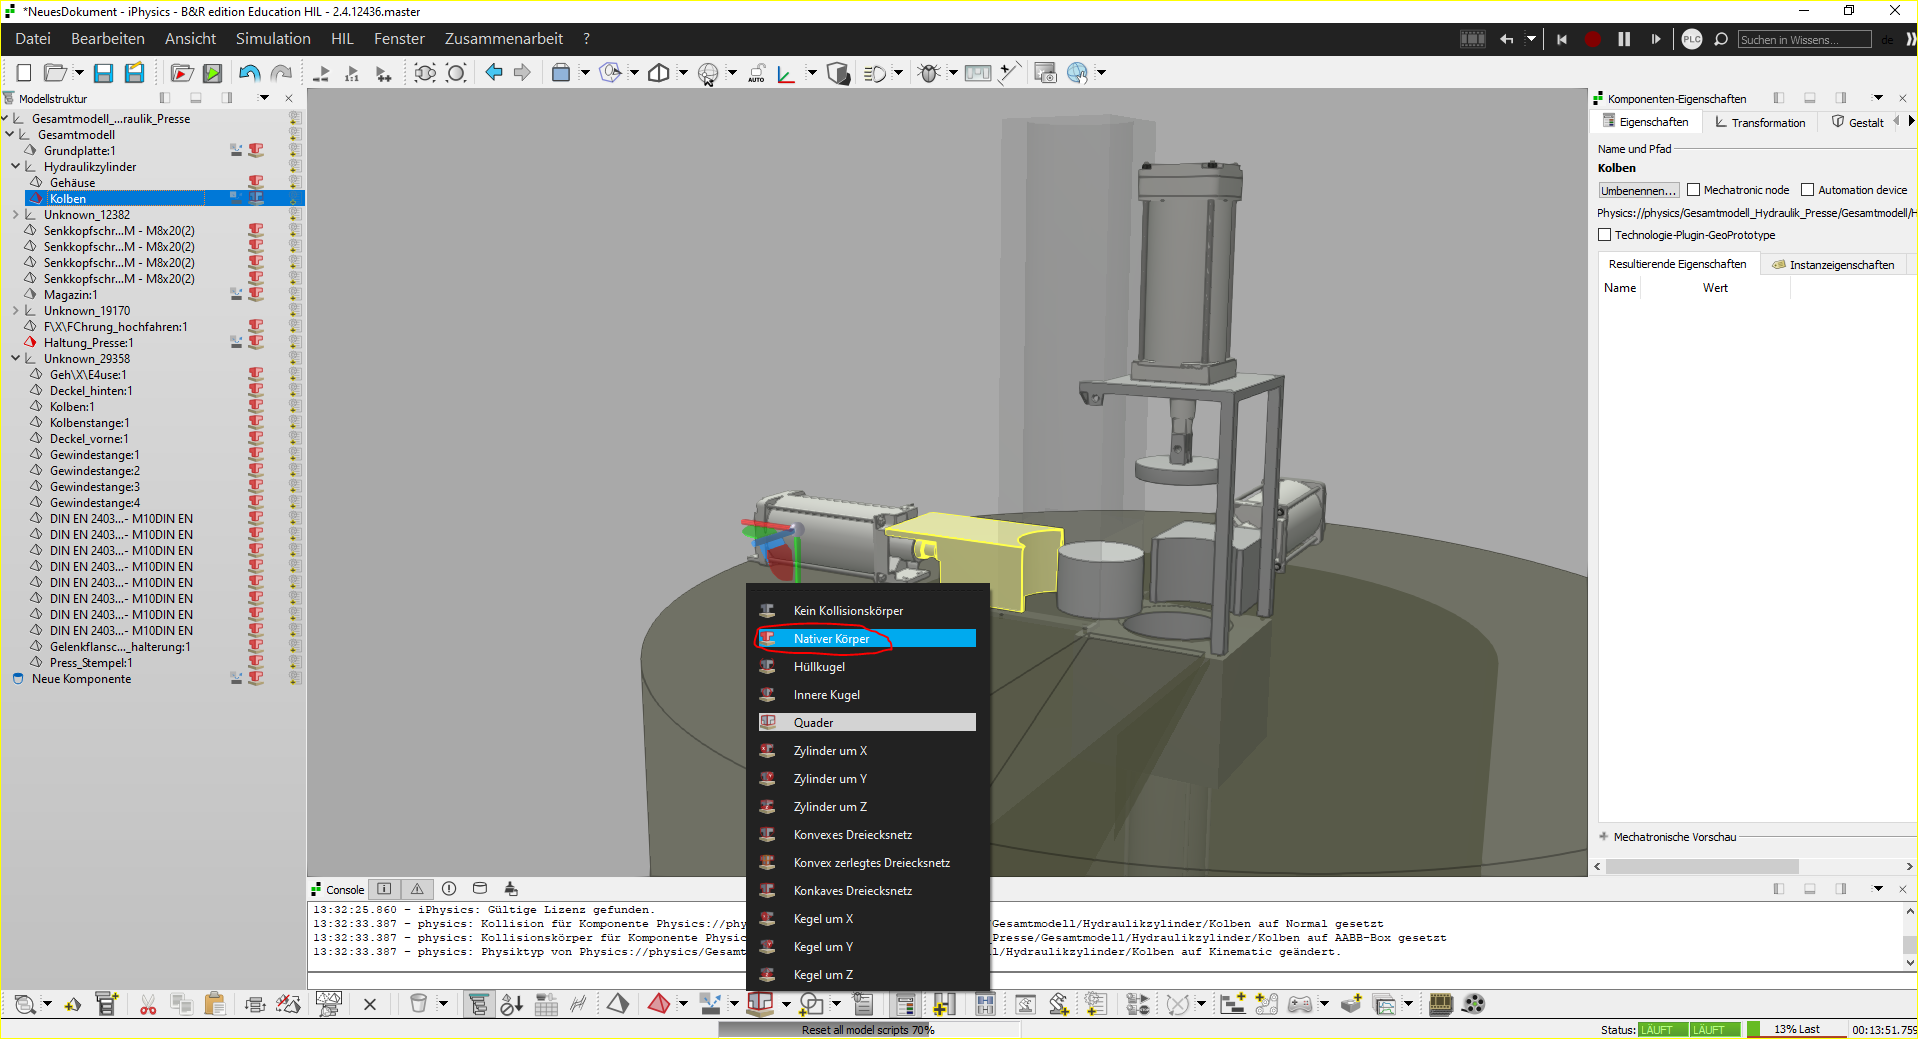 *NeuesDokument - iPhysics - B&R edition Education HIL - 2.4.12436.master
Datei Bearbeiten Ansicht Simulation HIL Fenster Zusammenarbeit ?
PLC Suchen in Wissens... de
1:1 AUTO
Modellstruktur
Gesamtmodell_...raulik_Presse
Gesamtmodell
Grundplatte:1
Hydraulikzylinder
Gehäuse
Kolben
Unknown_12382
Senkkopfschr...M - M8x20(2)
Senkkopfschr...M - M8x20(2)
Senkkopfschr...M - M8x20(2)
Senkkopfschr...M - M8x20(2)
Magazin:1
Unknown_19170
F\X\FChrung_hochfahren:1
Haltung_Presse:1
Unknown_29358
Geh\X\E4use:1
Deckel_hinten:1
Kolben:1
Kolbenstange:1
Deckel_vorne:1
Gewindestange:1
Gewindestange:2
Gewindestange:3
Gewindestange:4
DIN EN 2403...- M10DIN EN
DIN EN 2403...- M10DIN EN
DIN EN 2403...- M10DIN EN
DIN EN 2403...- M10DIN EN
DIN EN 2403...- M10DIN EN
DIN EN 2403...- M10DIN EN
DIN EN 2403...- M10DIN EN
DIN EN 2403...- M10DIN EN
Gelenkflansc..._halterung:1
Press_Stempel:1
Neue Komponente
Kein Kollisionskörper
Nativer Körper
Hüllkugel
Innere Kugel
Quader
Zylinder um X
Zylinder um Y
Zylinder um Z
Konvexes Dreiecksnetz
Konvex zerlegtes Dreiecksnetz
Konkaves Dreiecksnetz
Kegel um X
Kegel um Y
Kegel um Z
Komponenten-Eigenschaften
Eigenschaften Transformation Gestalt
Name und Pfad
Kolben
Umbenennen... Mechatronic node Automation device
Physics://physics/Gesamtmodell_Hydraulik_Presse/Gesamtmodell/H
Technologie-Plugin-GeoPrototype
Resultierende Eigenschaften Instanzeigenschaften
Name Wert
Mechatronische Vorschau
Console
13:32:25.860 - iPhysics: Gültige Lizenz gefunden.
13:32:33.387 - physics: Kollision für Komponente Physics://phy Gesamtmodell/Hydraulikzylinder/Kolben auf Normal gesetzt
13:32:33.387 - physics: Kollisionskörper für Komponente Physic _Presse/Gesamtmodell/Hydraulikzylinder/Kolben auf AABB-Box gesetzt
13:32:33.387 - physics: Physiktyp von Physics://physics/Gesamt l/Hydraulikzylinder/Kolben auf Kinematic geändert.
Reset all model scripts 70%
Status: LÄUFT LÄUFT 13% Last 00:13:51.759